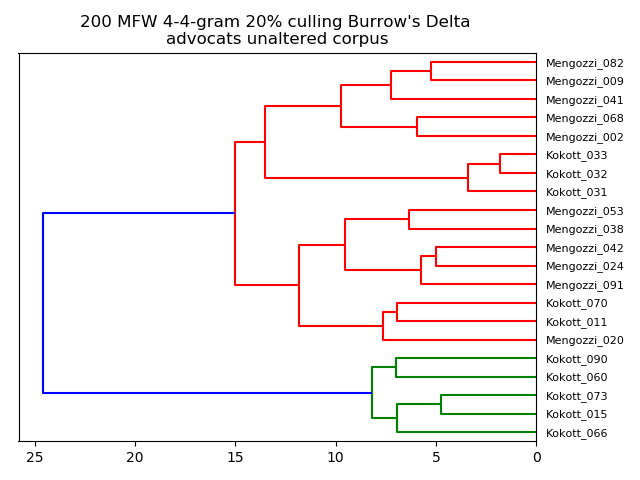 200 MFW 4-4-gram 20% culling Burrow's Delta
advocats unaltered corpus
Mengozzi_082
Mengozzi_009
Mengozzi_041
Mengozzi_068
Mengozzi_002
Kokott_033
Kokott_032
Kokott_031
Mengozzi_053
Mengozzi_038
Mengozzi_042
Mengozzi_024
Mengozzi_091
Kokott_070
Kokott_011
Mengozzi_020
Kokott_090
Kokott_060
Kokott_073
Kokott_015
Kokott_066
25 20 15 10 5 0